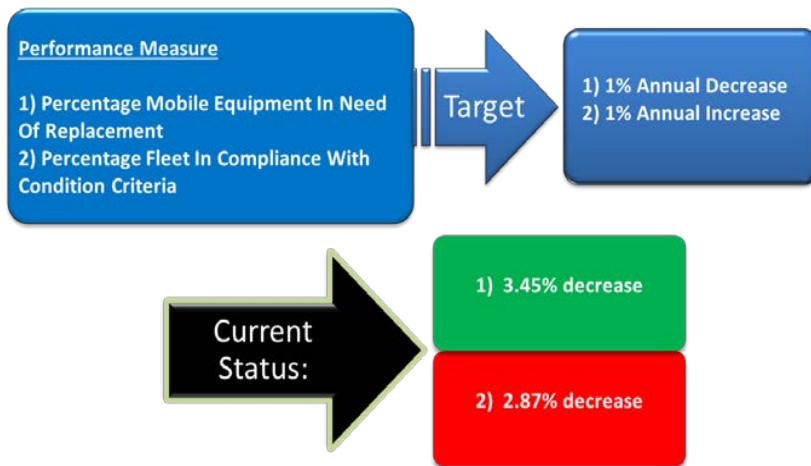 Performance Measure
1) Percentage Mobile Equipment In Need
Of Replacement
2) Percentage Fleet In Compliance With
Condition Criteria
Target
1) 1% Annual Decrease
2) 1% Annual Increase
Current
Status:
1) 3.45% decrease
2) 2.87% decrease